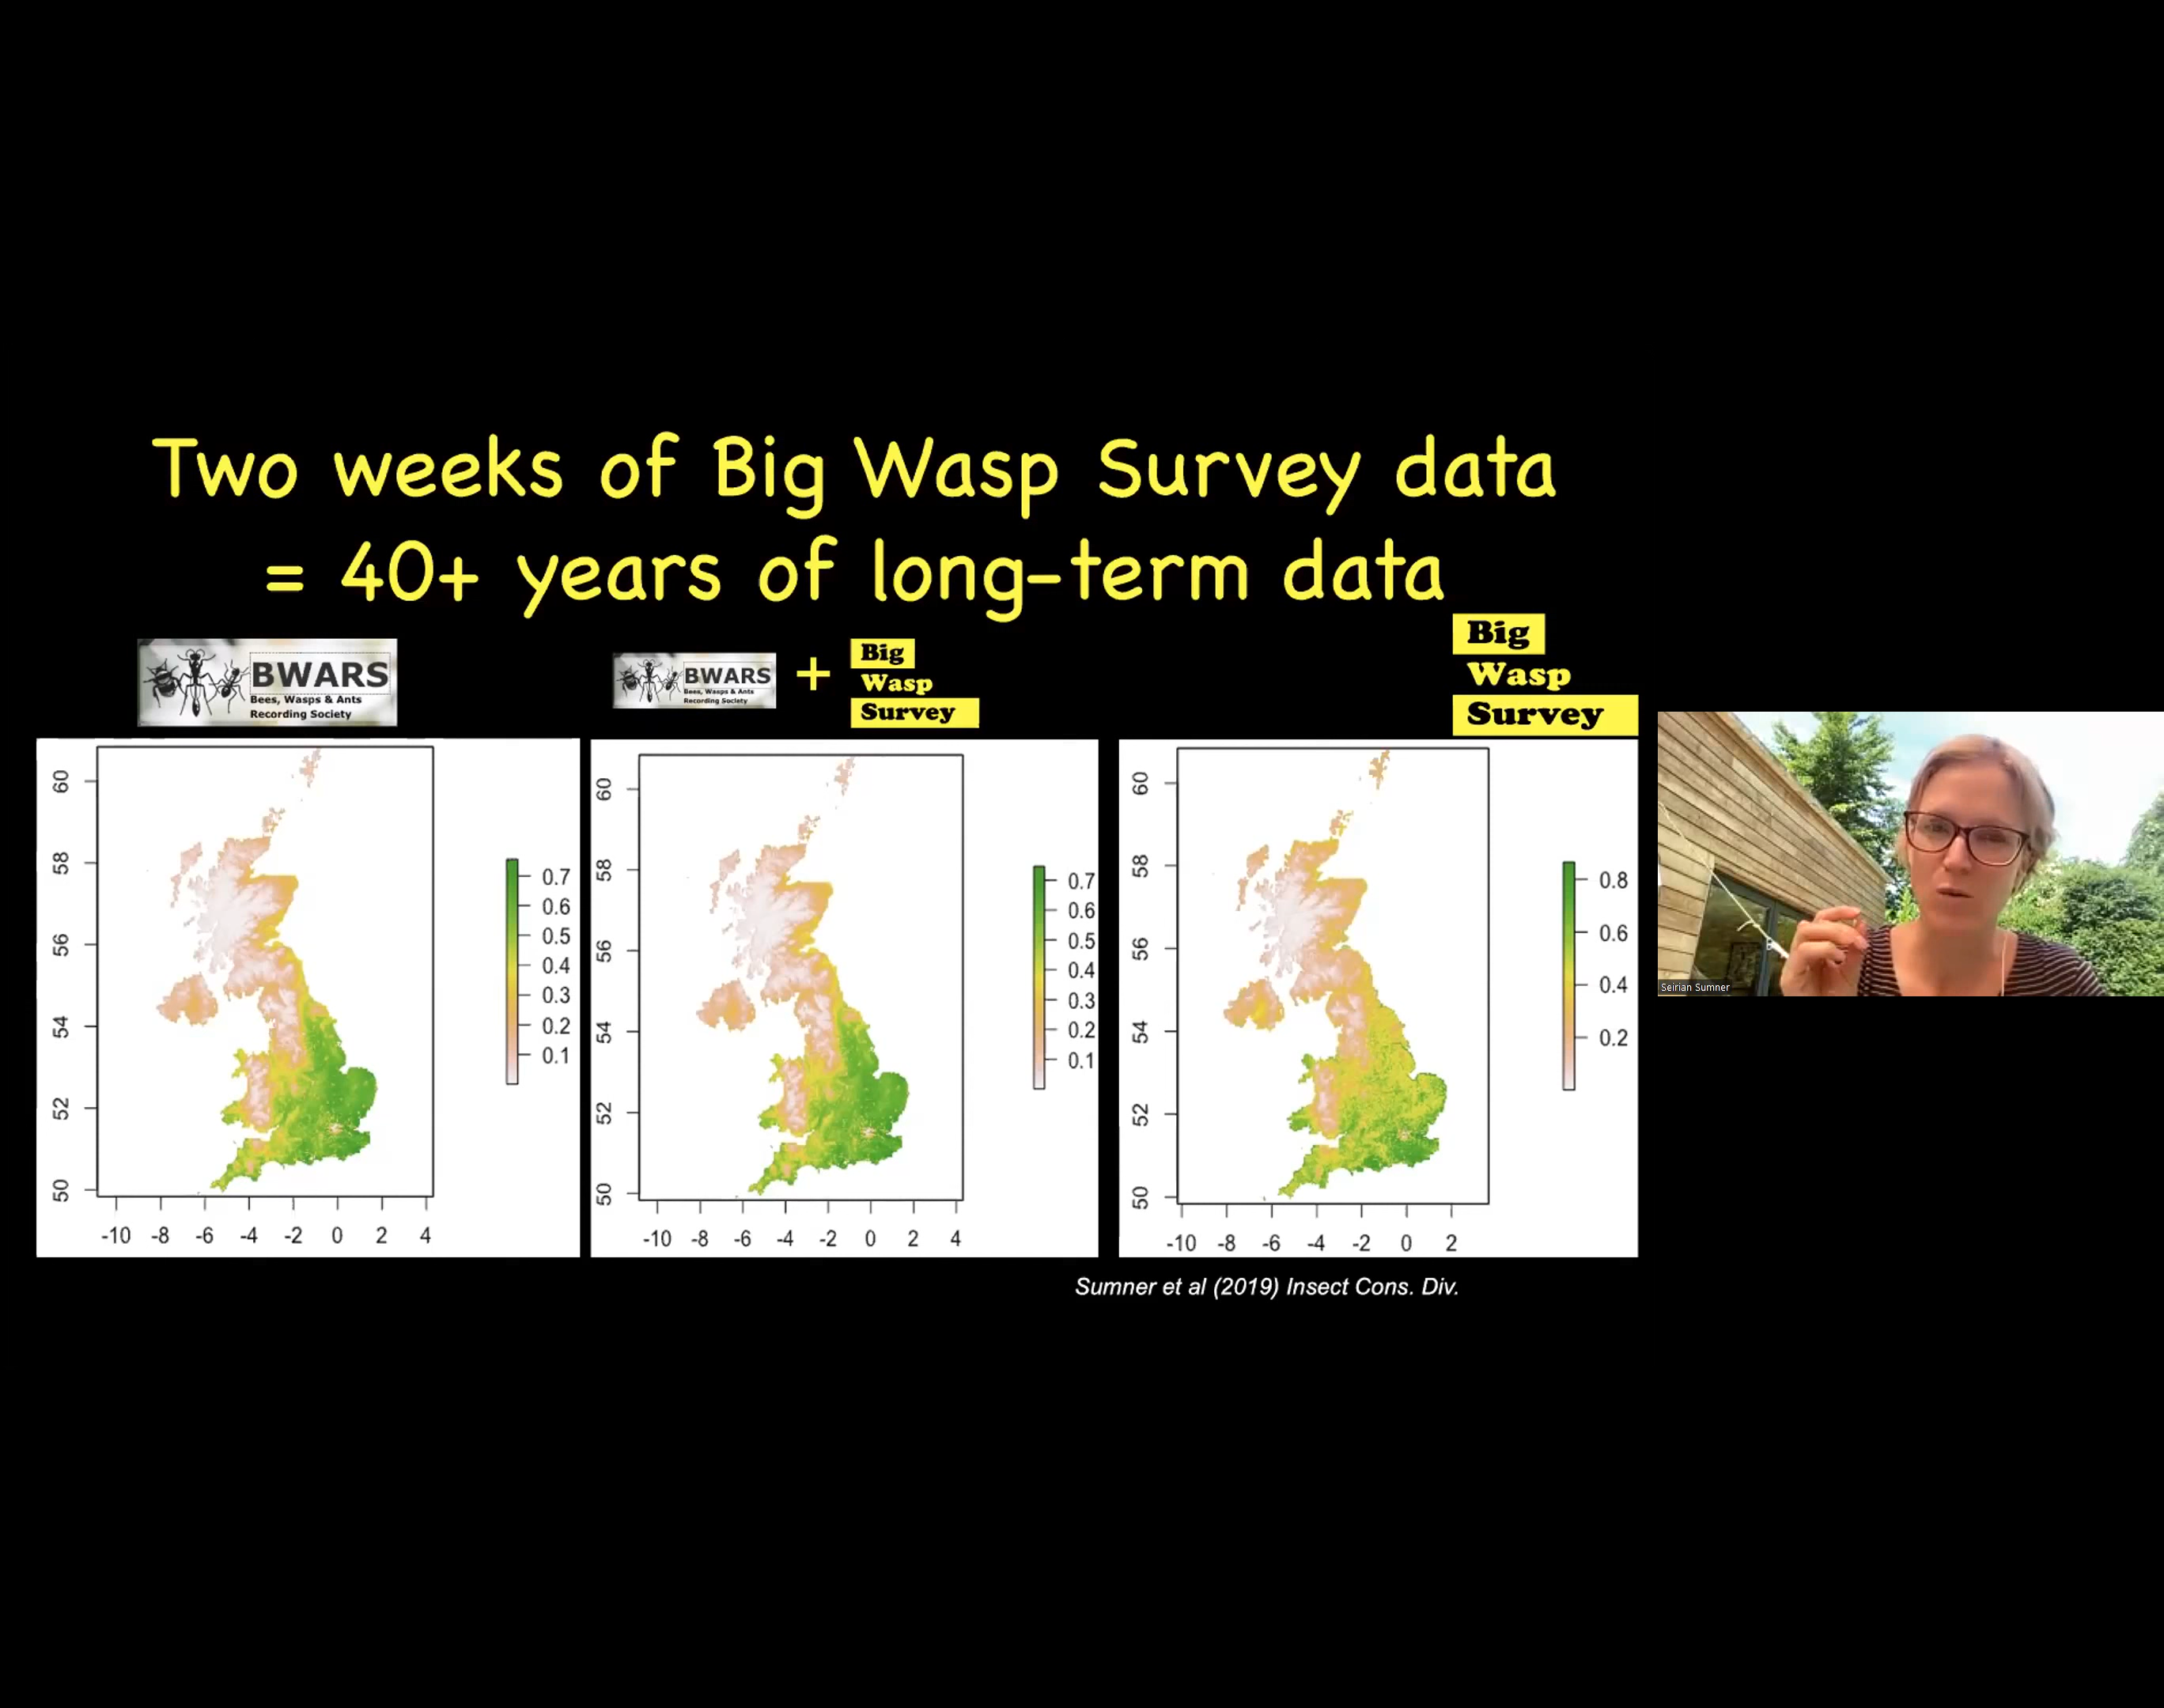 Two weeks of Big Wasp Survey data
= 40+ years of long-term data
BWARS
Bees, Wasps & Ants
Recording Society
BWARS
Bees, Wasps & Ants
Recording Society
+
Big
Wasp
Survey
Big
Wasp
Survey
60
58
56
54
52
50
-10 -8 -6 -4 -2 0 2 4
0.7
0.6
0.5
0.4
0.3
0.2
0.1
60
58
56
54
52
50
-10 -8 -6 -4 -2 0 2 4
0.7
0.6
0.5
0.4
0.3
0.2
0.1
60
58
56
54
52
50
-10 -8 -6 -4 -2 0 2
0.8
0.6
0.4
0.2
Seirian Sumner
Sumner et al (2019) Insect Cons. Div.